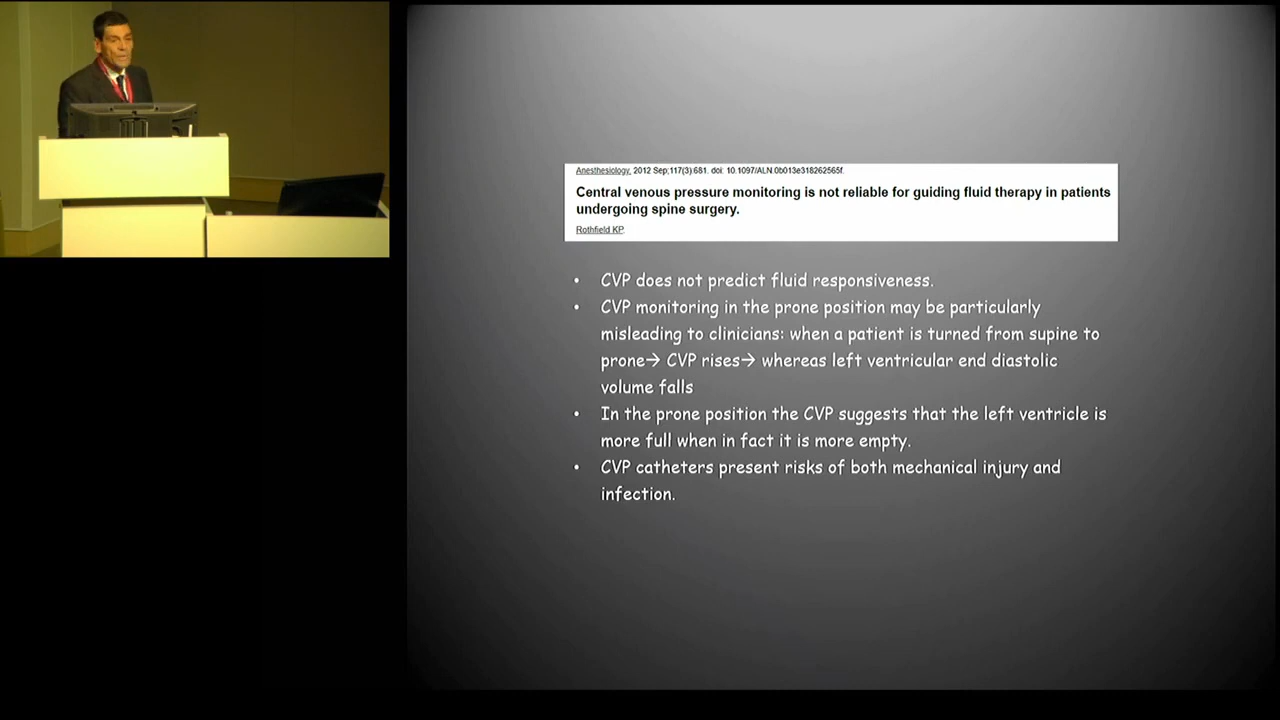 Anesthesiology. 2012 Sep;117(3):681. doi: 10.1097/ALN.0b013e318262565f.
Central venous pressure monitoring is not reliable for guiding fluid therapy in patients
undergoing spine surgery.
Rothfield KP.
• CVP does not predict fluid responsiveness.
• CVP monitoring in the prone position may be particularly
misleading to clinicians: when a patient is turned from supine to
prone→ CVP rises→ whereas left ventricular end diastolic
volume falls
• In the prone position the CVP suggests that the left ventricle is
more full when in fact it is more empty.
• CVP catheters present risks of both mechanical injury and
infection.